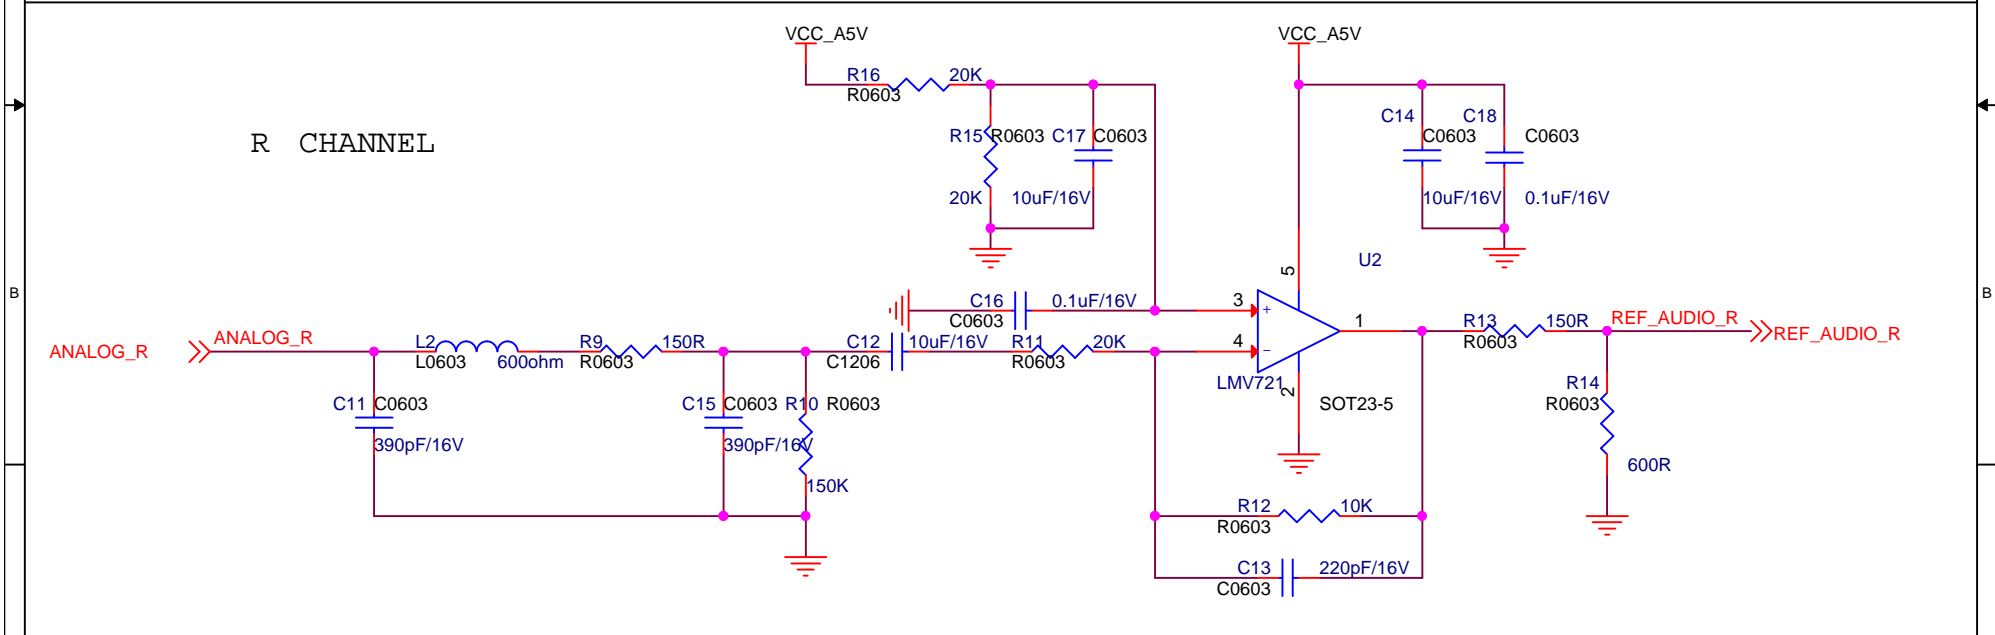 VCC_A5V
VCC_A5V
R16 20K
R0603
R CHANNEL
R15 R0603 C17 C0603
20K 10uF/16V
C14 C18
C0603 C0603
10uF/16V 0.1uF/16V
U2
5
B
B
C16 0.1uF/16V
C0603
3
+
1
R13 150R
R0603
REF_AUDIO_R
REF_AUDIO_R
ANALOG_R
ANALOG_R
L2 600ohm
L0603
R9 150R
R0603
C12 10uF/16V
C1206
R11 20K
R0603
4
-
LMV721
2
SOT23-5
C11 C0603
390pF/16V
C15 C0603
390pF/16V
R10 R0603
150K
R14
R0603
600R
R12 10K
R0603
C13 220pF/16V
C0603